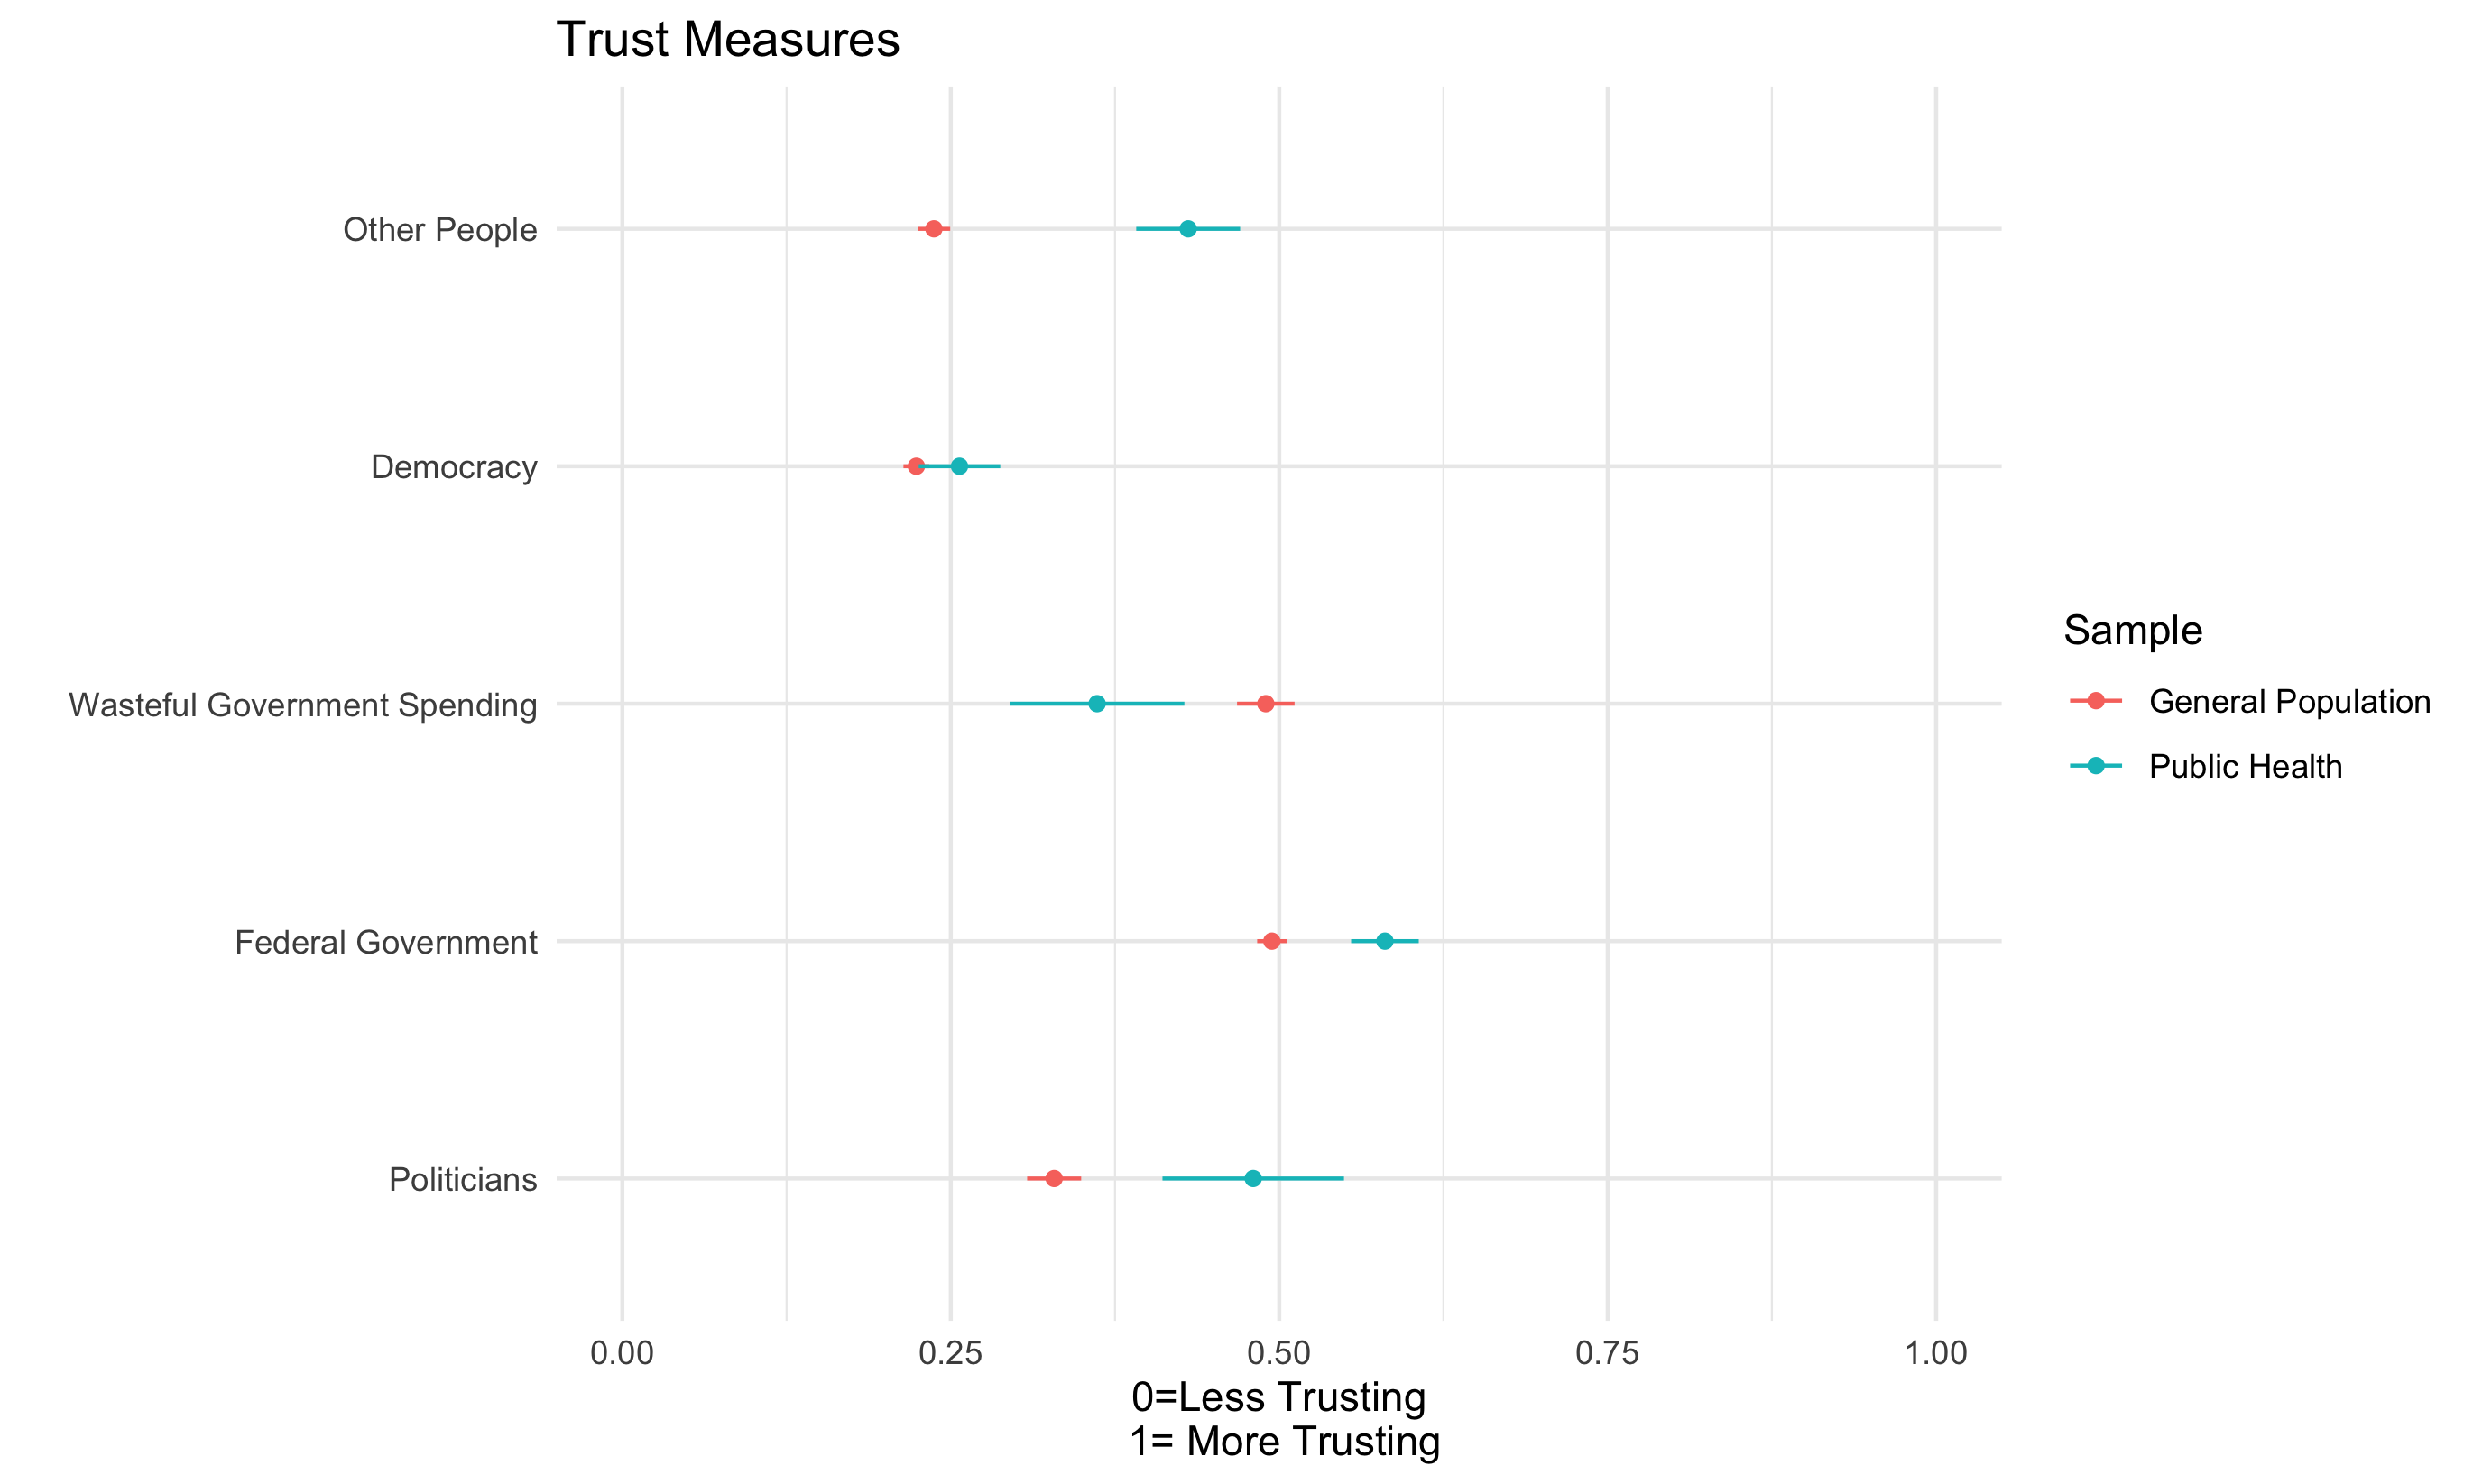 Trust Measures
Other People
Democracy
Wasteful Government Spending
Federal Government
Politicians
0.00 0.25 0.50 0.75 1.00
0=Less Trusting
1= More Trusting
Sample
General Population
Public Health